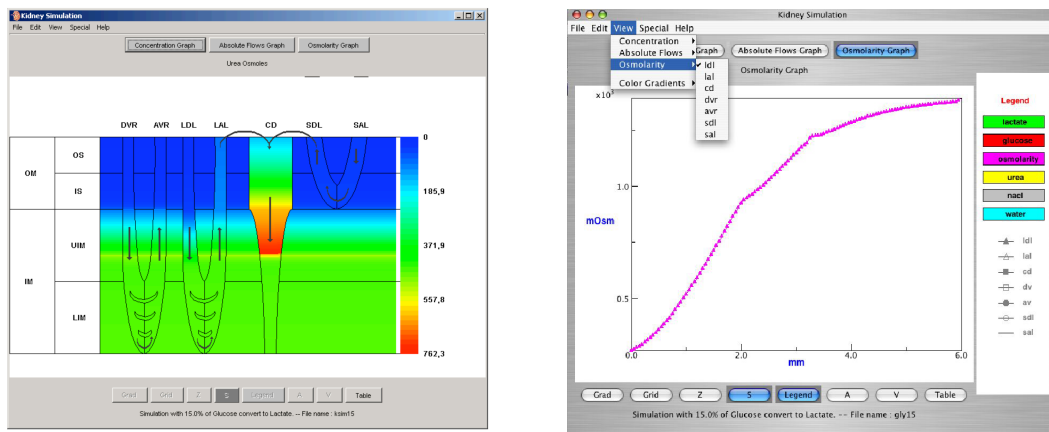 Kidney Simulation
File Edit View Special Help
Concentration Graph Absolute Flows Graph Osmolarity Graph
Urea Osmoles
DVR AVR LDL LAL CD SDL SAL
OM OS IS
IM UIM LIM
0
185,9
371,9
557,8
762,3
Grad Grid Z S Legend A V Table
Simulation with 15.0% of Glucose convert to Lactate. -- File name : ksim15
Kidney Simulation
File Edit View Special Help
Concentration
Absolute Flows
Osmolarity
Color Gradients
ldl
lal
cd
dvr
avr
sdl
sal
Graph Absolute Flows Graph Osmolarity Graph
Osmolarity Graph
x10³
1.0
0.5
mOsm
0.0 2.0 4.0 6.0
mm
Legend
lactate
glucose
osmolarity
urea
nacl
water
ldl
lal
cd
dv
av
sdl
sal
Grad Grid Z S Legend A V Table
Simulation with 15.0% of Glucose convert to Lactate. -- File name : gly15